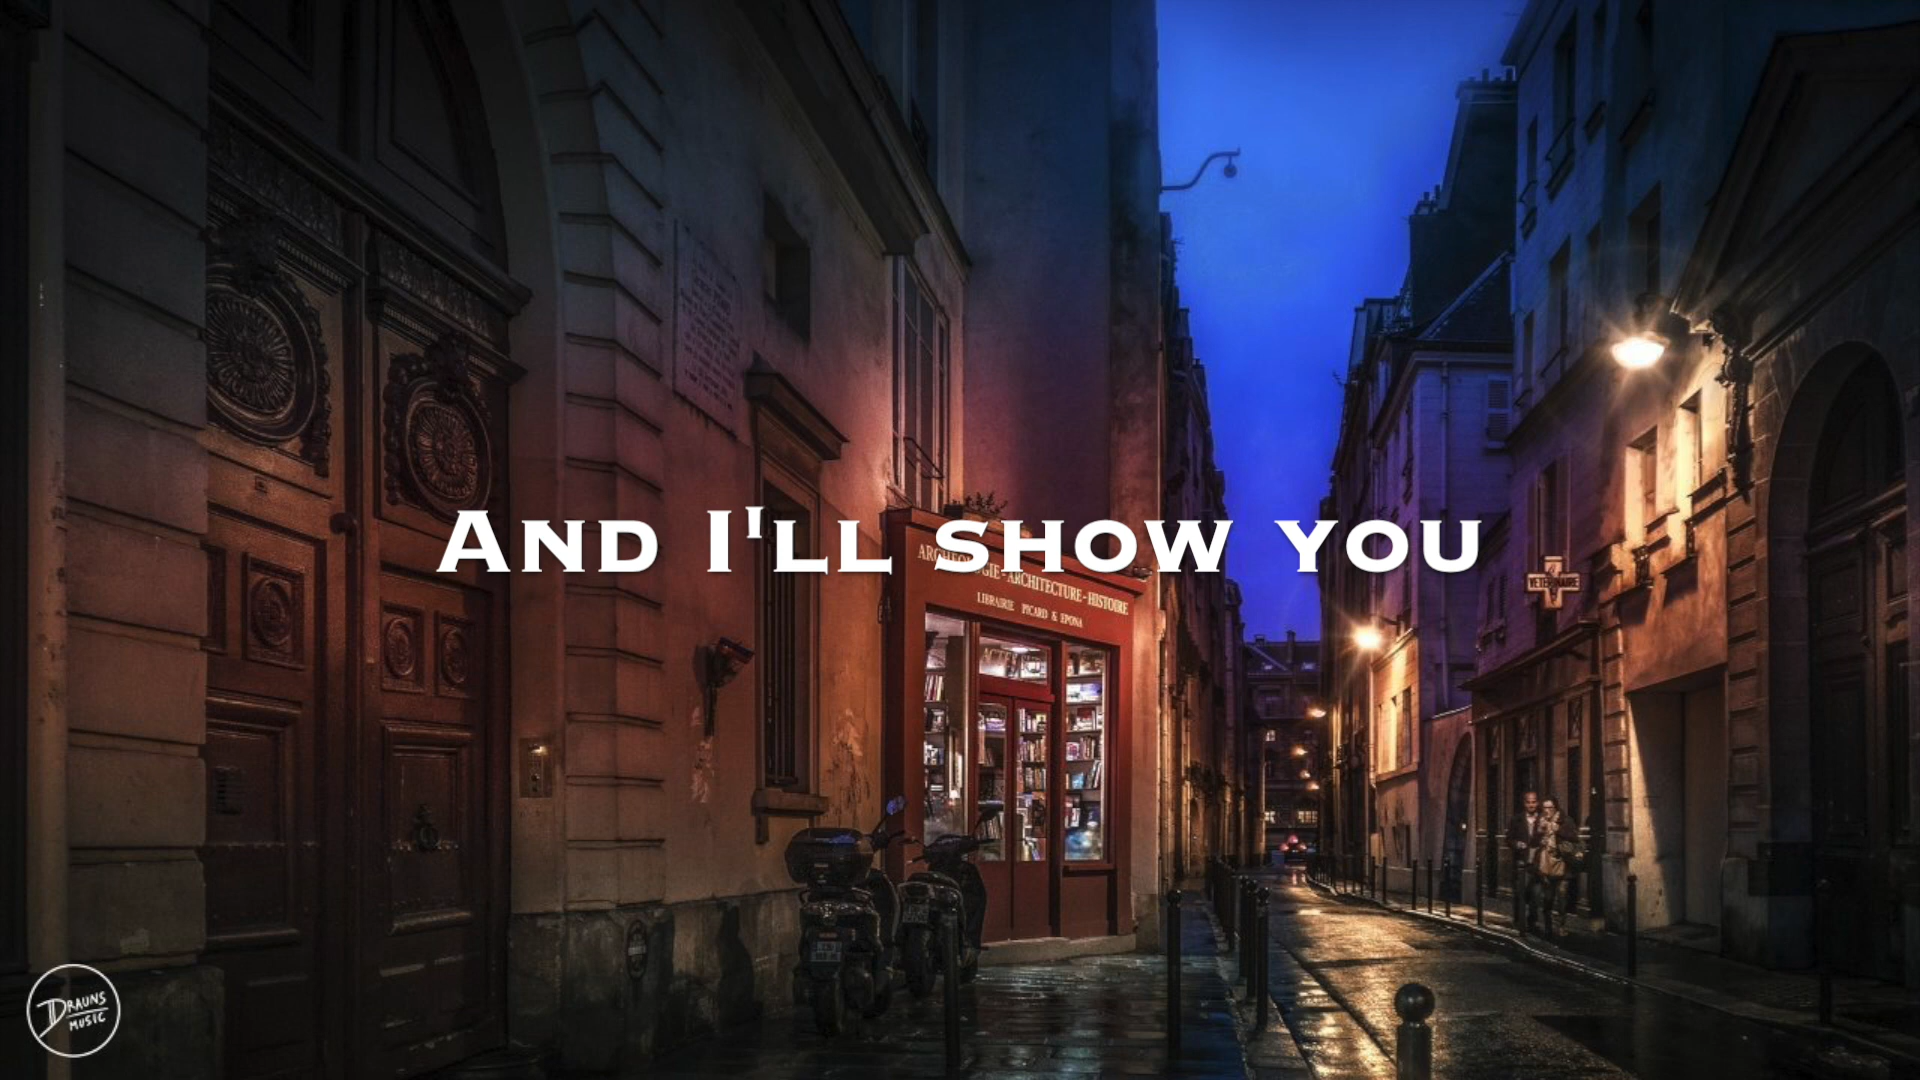 And I'll show you
ARCHEOLOGIE-ARCHITECTURE-HISTOIRE
LIBRAIRIE PICARD & EPONA
VETERINAIRE
DRAUNS
MUSIC